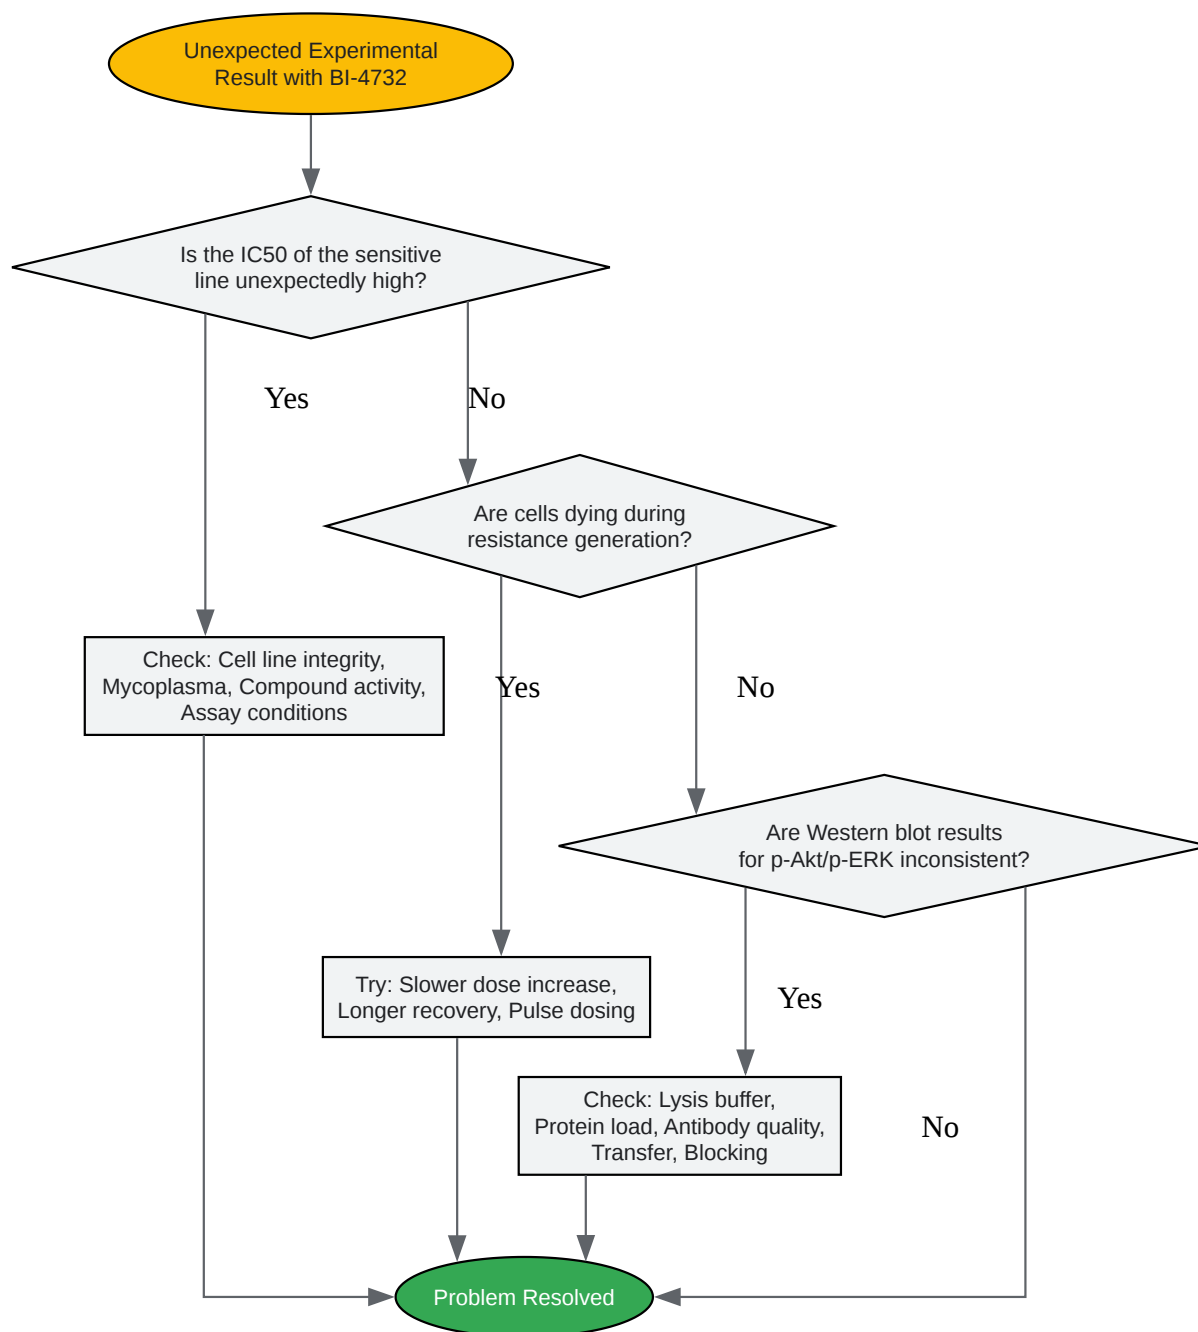 Unexpected Experimental
Result with BI-4732
Is the IC50 of the sensitive
line unexpectedly high?
Yes
No
Are cells dying during
resistance generation?
Check: Cell line integrity,
Mycoplasma, Compound activity,
Assay conditions
Yes
No
Are Western blot results
for p-Akt/p-ERK inconsistent?
Try: Slower dose increase,
Longer recovery, Pulse dosing
Yes
Check: Lysis buffer,
Protein load, Antibody quality,
Transfer, Blocking
No
Problem Resolved